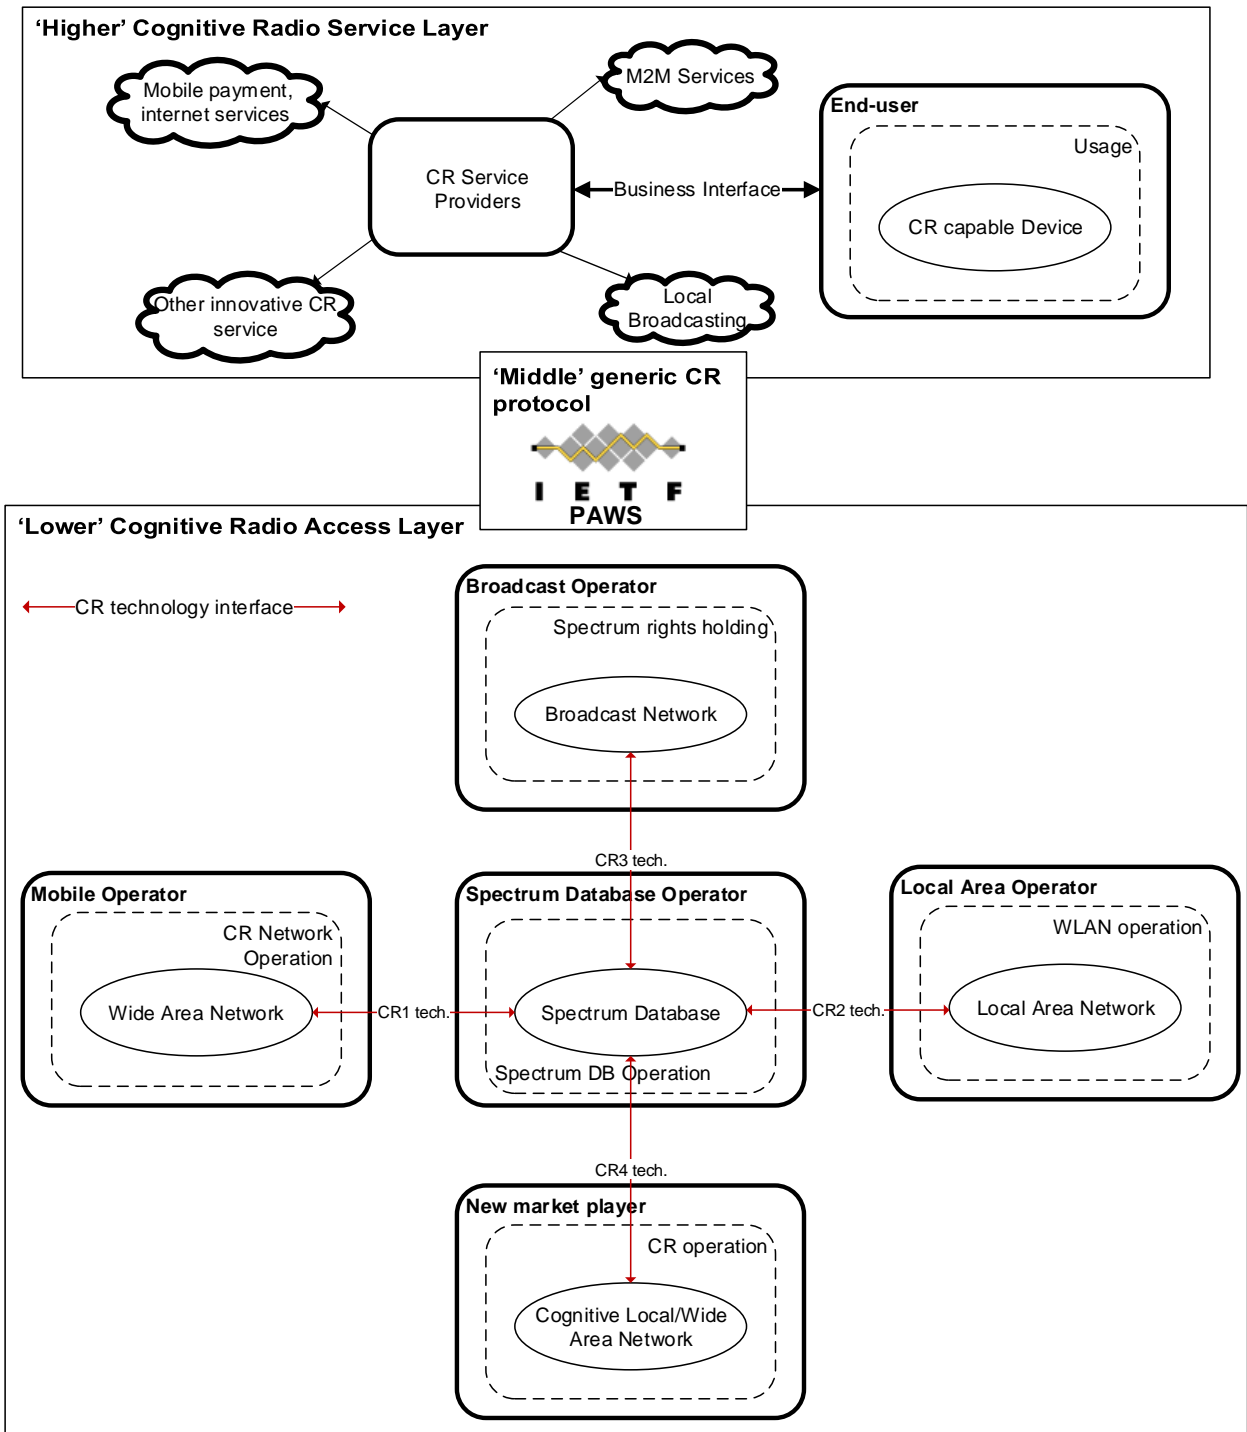 ‘Higher’ Cognitive Radio Service Layer
Mobile payment,
internet services
M2M Services
CR Service
Providers
Business Interface
End-user
Usage
CR capable Device
Other innovative CR
service
Local
Broadcasting
‘Middle’ generic CR
protocol
I E T F
PAWS
‘Lower’ Cognitive Radio Access Layer
CR technology interface
Broadcast Operator
Spectrum rights holding
Broadcast Network
CR3 tech.
Mobile Operator
CR Network
Operation
Wide Area Network
CR1 tech.
Spectrum Database Operator
Spectrum Database
Spectrum DB Operation
CR2 tech.
Local Area Operator
WLAN operation
Local Area Network
CR4 tech.
New market player
CR operation
Cognitive Local/Wide
Area Network